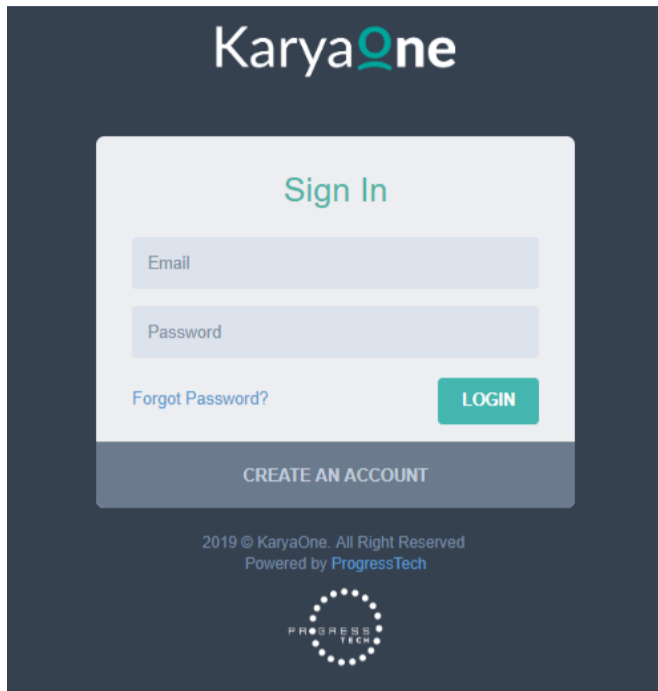 KaryaOne
Sign In
Email
Password
Forgot Password?
LOGIN
CREATE AN ACCOUNT
2019 © KaryaOne. All Right Reserved
Powered by ProgressTech
PROGRESS
TECH